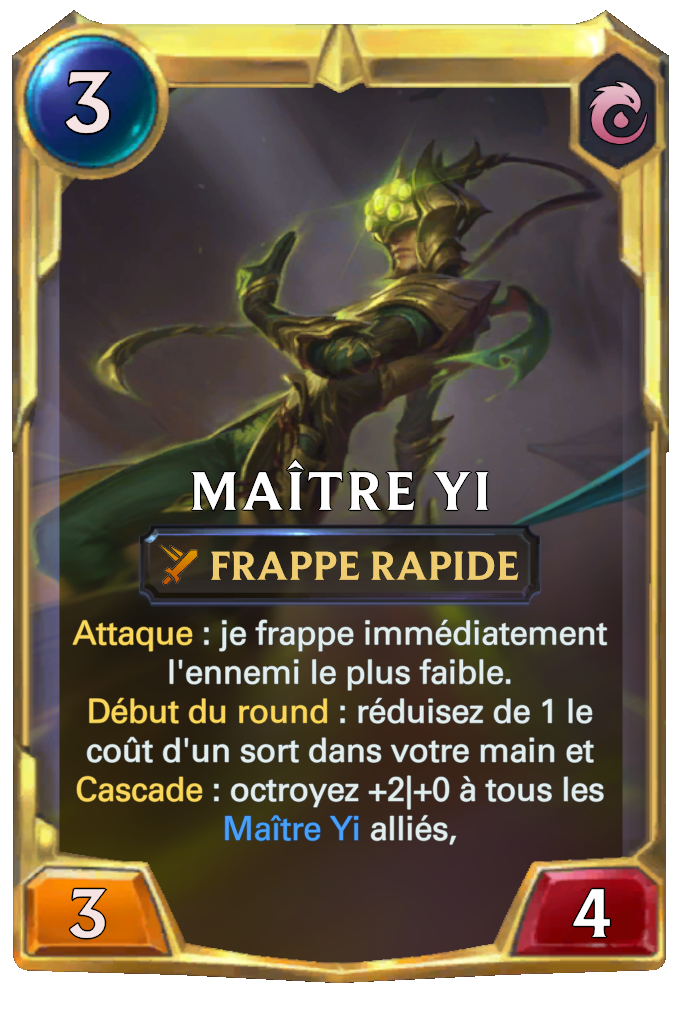 3
MAÎTRE YI
FRAPPE RAPIDE
Attaque : je frappe immédiatement
l'ennemi le plus faible.
Début du round : réduisez de 1 le
coût d'un sort dans votre main et
Cascade : octroyez +2|+0 à tous les
Maître Yi alliés,
3
4